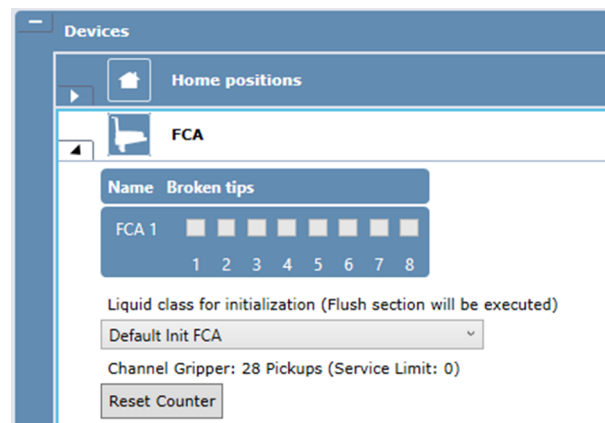 Devices
Home positions
FCA
Name Broken tips
FCA 1
1 2 3 4 5 6 7 8
Liquid class for initialization (Flush section will be executed)
Default Init FCA
Channel Gripper: 28 Pickups (Service Limit: 0)
Reset Counter